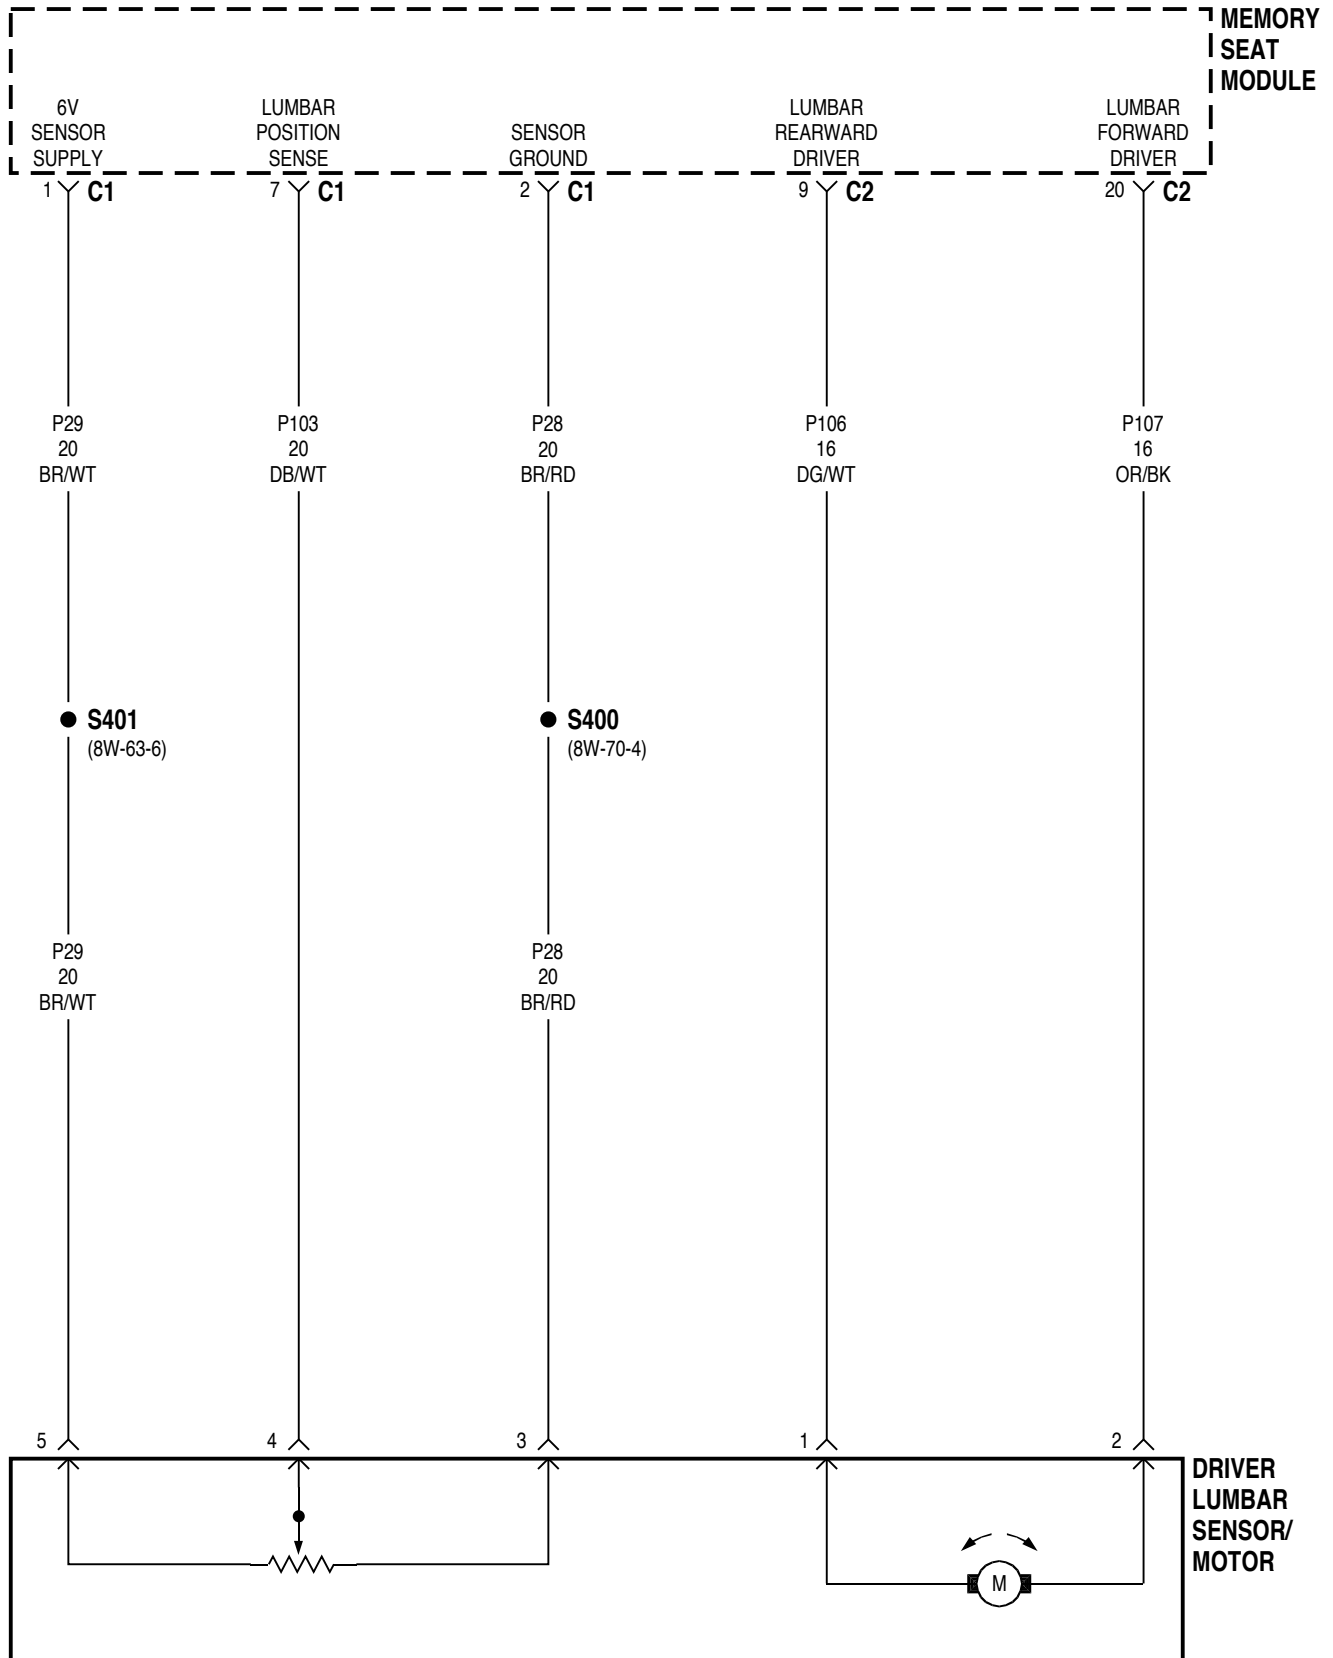 MEMORY
SEAT
MODULE
6V
SENSOR
SUPPLY
LUMBAR
POSITION
SENSE
SENSOR
GROUND
LUMBAR
REARWARD
DRIVER
LUMBAR
FORWARD
DRIVER
1 C1
7 C1
2 C1
9 C2
20 C2
P29
20
BR/WT
P103
20
DB/WT
P28
20
BR/RD
P106
16
DG/WT
P107
16
OR/BK
S401
(8W-63-6)
S400
(8W-70-4)
P29
20
BR/WT
P28
20
BR/RD
5
4
3
1
2
DRIVER
LUMBAR
SENSOR/
MOTOR
M